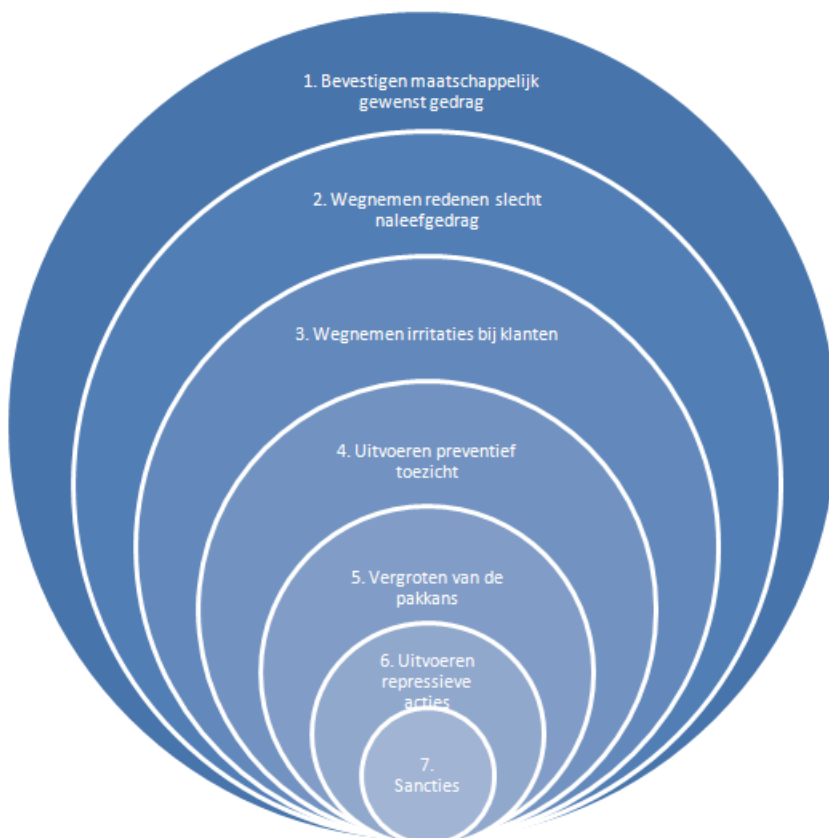 1. Bevestigen maatschappelijk
gewenst gedrag
2. Wegnemen redenen slecht
naleefgedrag
3. Wegnemen irritaties bij klanten
4. Uitvoeren preventief
toezicht
5. Vergroten van de
pakkans
6. Uitvoeren
repressieve
acties
7.
Sancties